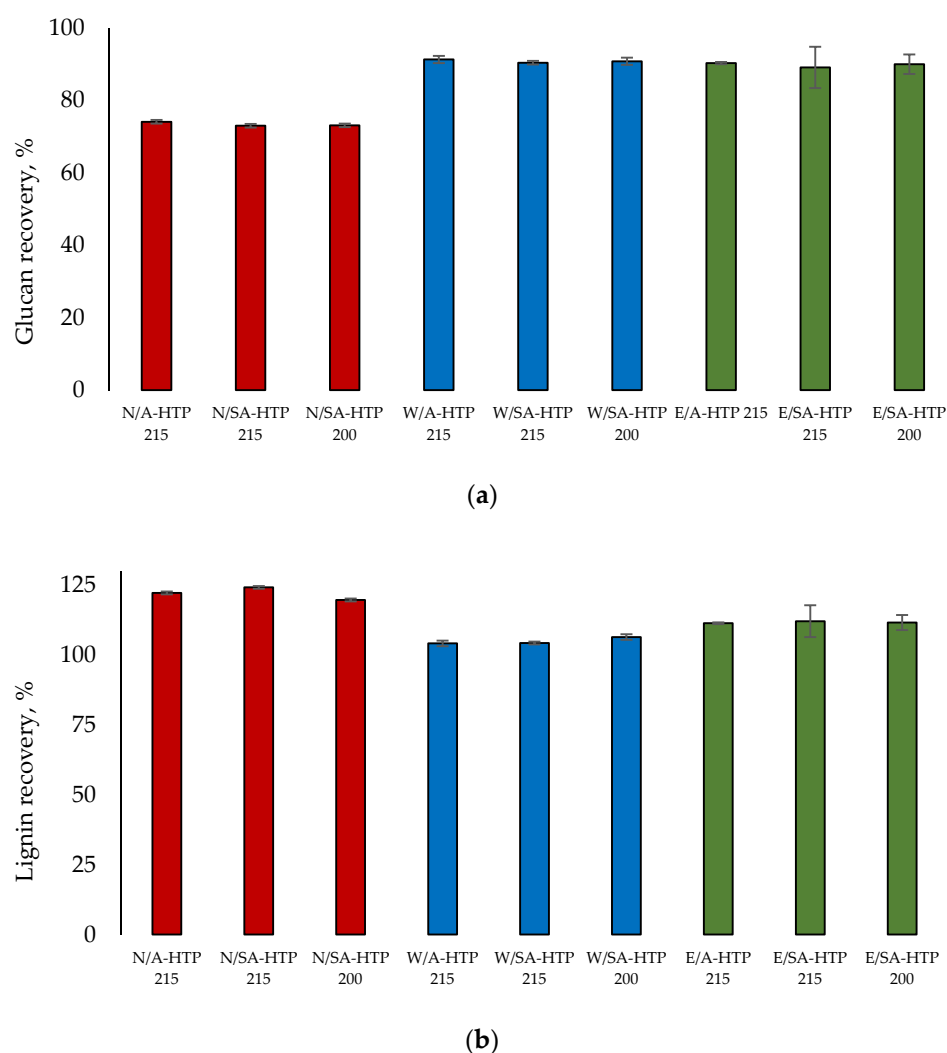 100
80
60
40
20
0
Glucan recovery, %
N/A-HTP N/SA-HTP N/SA-HTP W/A-HTP W/SA-HTP W/SA-HTP E/A-HTP 215 E/SA-HTP E/SA-HTP
215 215 200 215 215 200 215 200
(a)
125
100
75
50
25
0
Lignin recovery, %
N/A-HTP N/SA-HTP N/SA-HTP W/A-HTP W/SA-HTP W/SA-HTP E/A-HTP E/SA-HTP E/SA-HTP
215 215 200 215 215 200 215 215 200
(b)